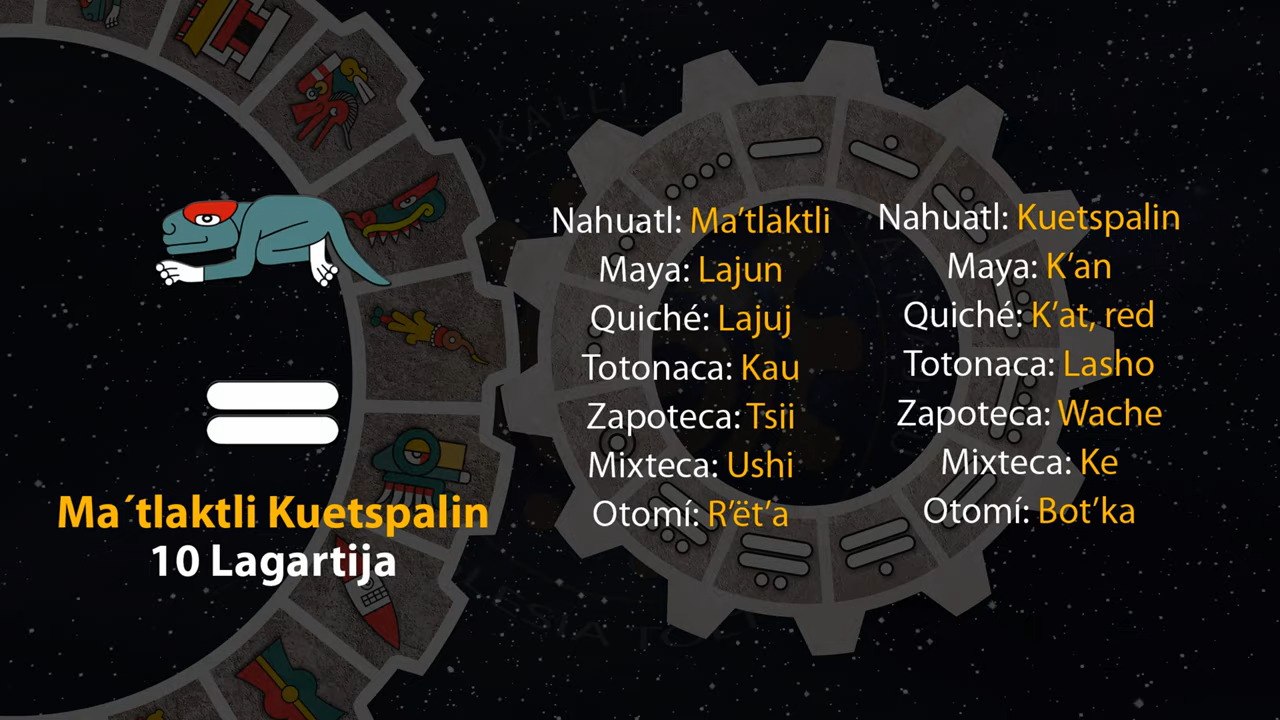 Nahuatl: Ma’tlaktli
Maya: Lajun
Quiché: Lajuj
Totonaca: Kau
Zapoteca: Tsii
Mixteca: Ushi
Otomí: R’ët’a
Nahuatl: Kuetspalin
Maya: K’an
Quiché: K’at, red
Totonaca: Lasho
Zapoteca: Wache
Mixteca: Ke
Otomí: Bot’ka
Ma´tlaktli Kuetspalin
10 Lagartija